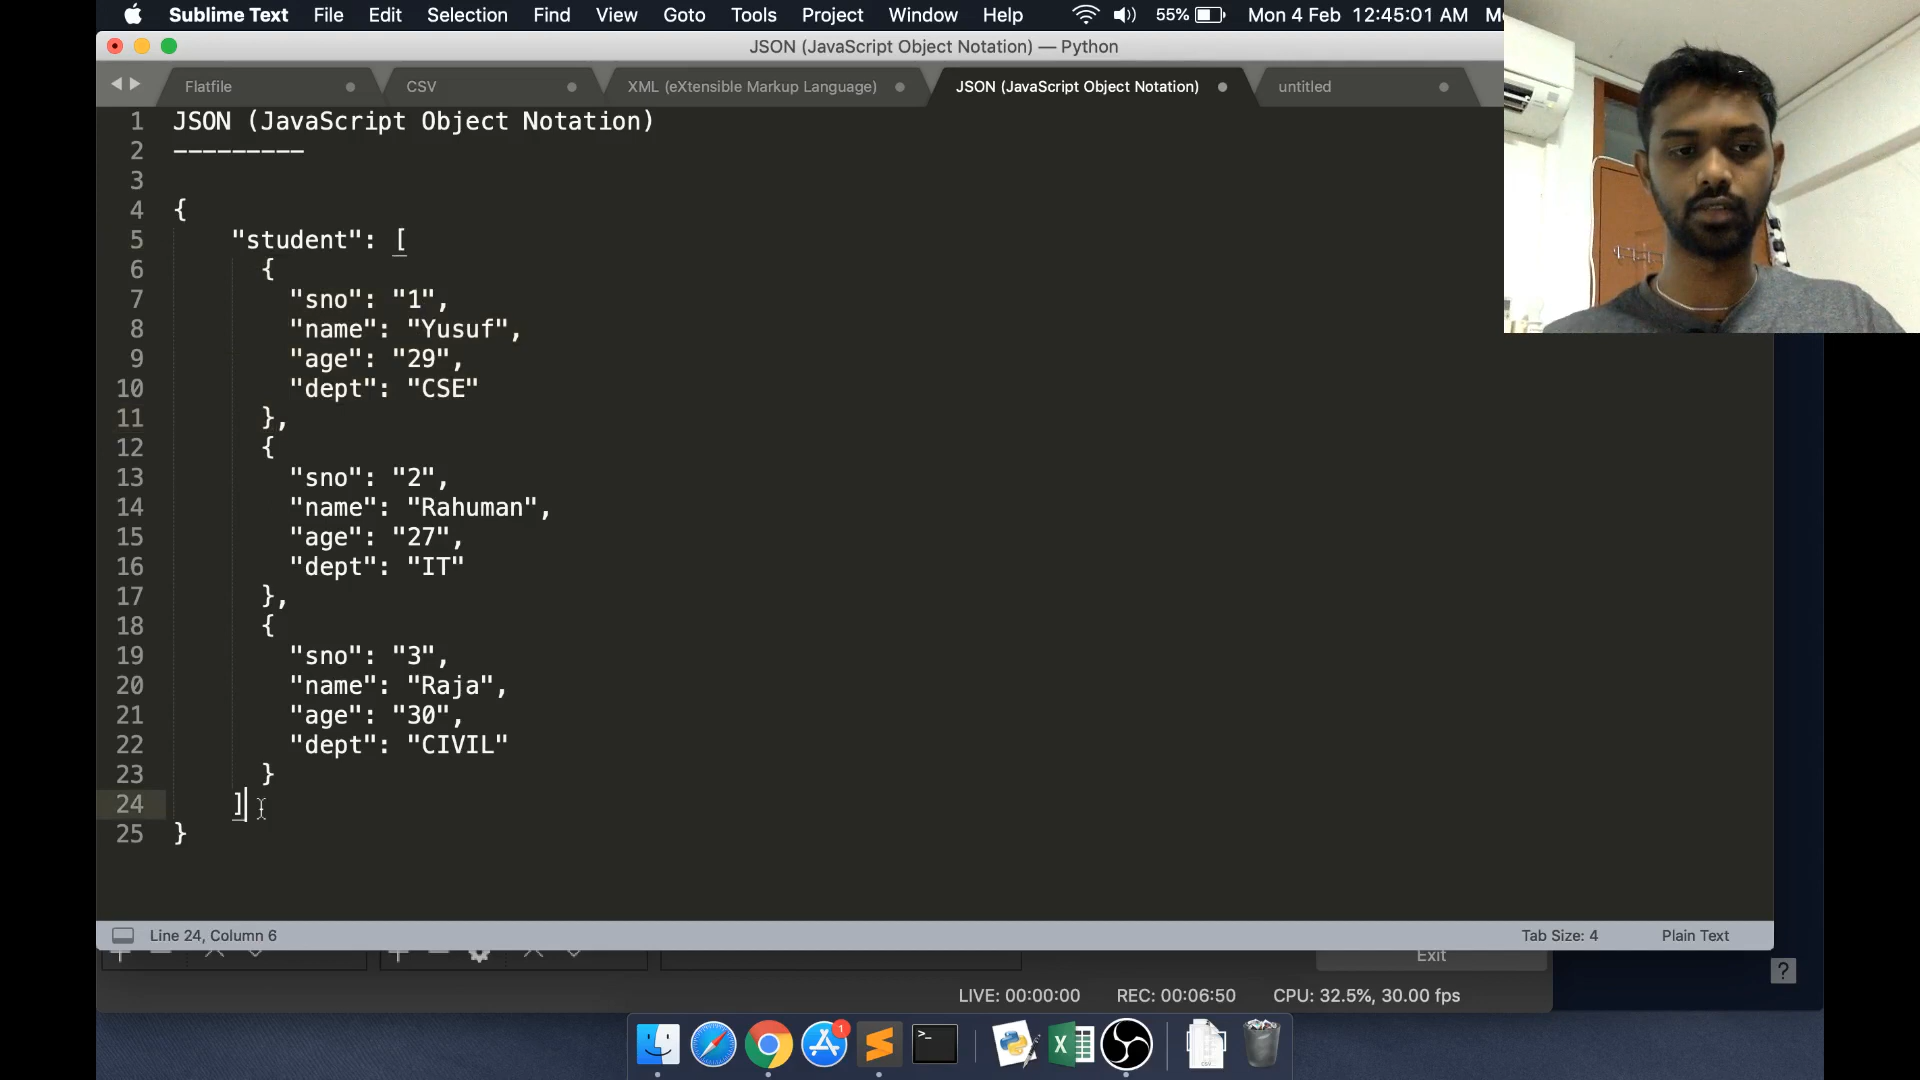 Sublime Text File Edit Selection Find View Goto Tools Project Window Help 55% Mon 4 Feb 12:45:01 AM
JSON (JavaScript Object Notation) — Python
Flatfile CSV XML (eXtensible Markup Language) JSON (JavaScript Object Notation) untitled
1 JSON (JavaScript Object Notation)
2 ---------
3
4 {
5 "student": [
6 {
7 "sno": "1",
8 "name": "Yusuf",
9 "age": "29",
10 "dept": "CSE"
11 },
12 {
13 "sno": "2",
14 "name": "Rahuman",
15 "age": "27",
16 "dept": "IT"
17 },
18 {
19 "sno": "3",
20 "name": "Raja",
21 "age": "30",
22 "dept": "CIVIL"
23 }
24 ]
25 }
Line 24, Column 6 Tab Size: 4 Plain Text
Exit
?
LIVE: 00:00:00 REC: 00:06:50 CPU: 32.5%, 30.00 fps
1